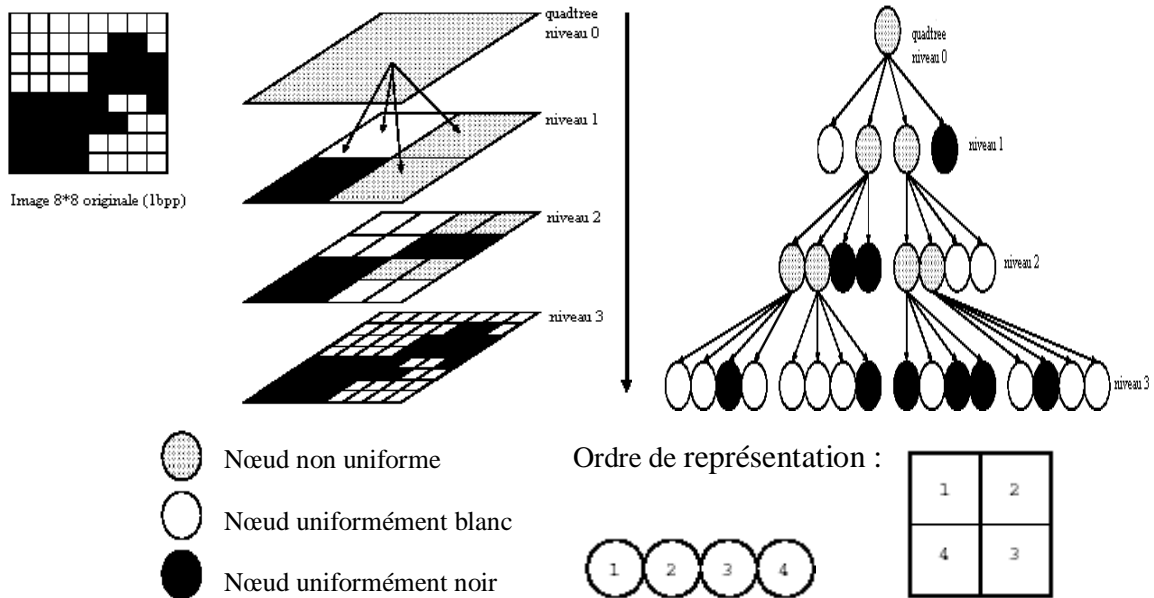 quadtree
niveau 0
niveau 1
niveau 2
niveau 3
Image 8*8 originale (1bpp)
quadtree
niveau 0
niveau 1
niveau 2
niveau 3
Nœud non uniforme
Nœud uniformément blanc
Nœud uniformément noir
Ordre de représentation :
1 2 3 4
1 2
4 3